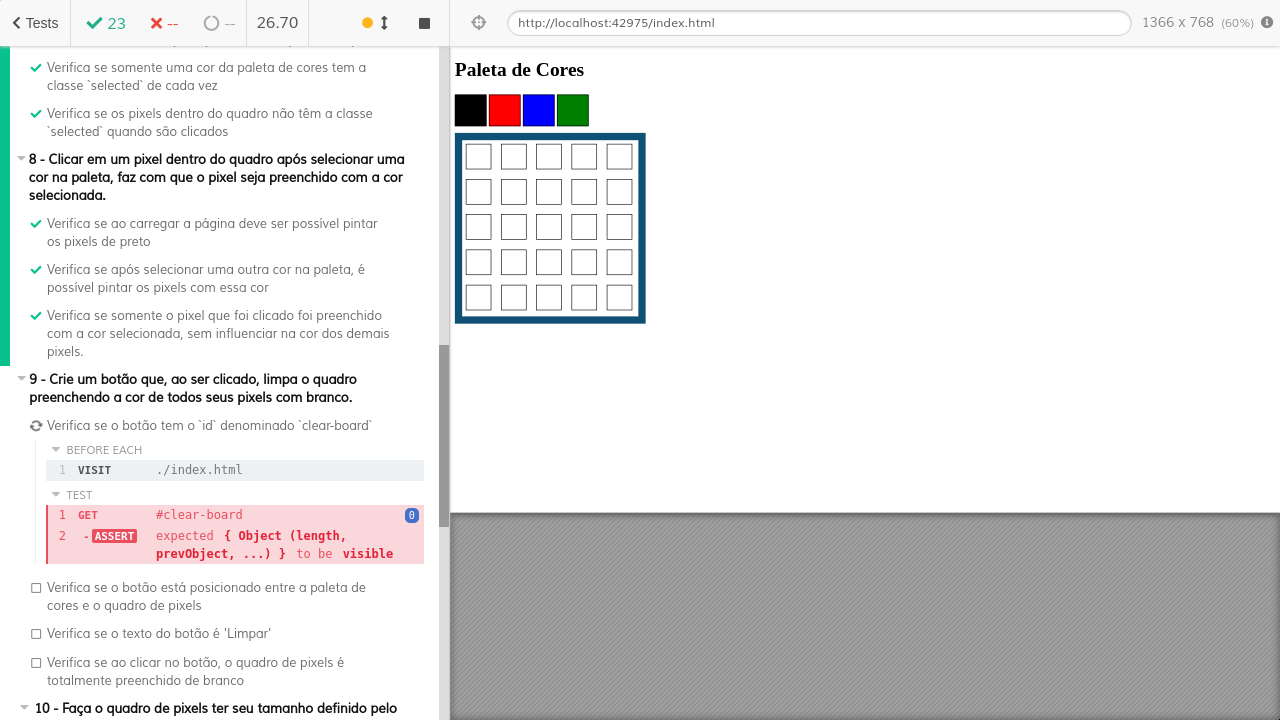 Tests
23
--
--
26.70
http://localhost:42975/index.html
1366 x 768 (60%)
Verifica se somente uma cor da paleta de cores tem a
classe `selected` de cada vez
Verifica se os pixels dentro do quadro não têm a classe
`selected` quando são clicados
8 - Clicar em um pixel dentro do quadro após selecionar uma
cor na paleta, faz com que o pixel seja preenchido com a cor
selecionada.
Verifica se ao carregar a página deve ser possível pintar
os pixels de preto
Verifica se após selecionar uma outra cor na paleta, é
possível pintar os pixels com essa cor
Verifica se somente o pixel que foi clicado foi preenchido
com a cor selecionada, sem influenciar na cor dos demais
pixels.
9 - Crie um botão que, ao ser clicado, limpa o quadro
preenchendo a cor de todos seus pixels com branco.
Verifica se o botão tem o `id` denominado `clear-board`
BEFORE EACH
1 VISIT ./index.html
TEST
1 GET #clear-board 0
2 -ASSERT expected { Object (length,
prevObject, ...) } to be visible
Verifica se o botão está posicionado entre a paleta de
cores e o quadro de pixels
Verifica se o texto do botão é 'Limpar'
Verifica se ao clicar no botão, o quadro de pixels é
totalmente preenchido de branco
10 - Faça o quadro de pixels ter seu tamanho definido pelo
Paleta de Cores